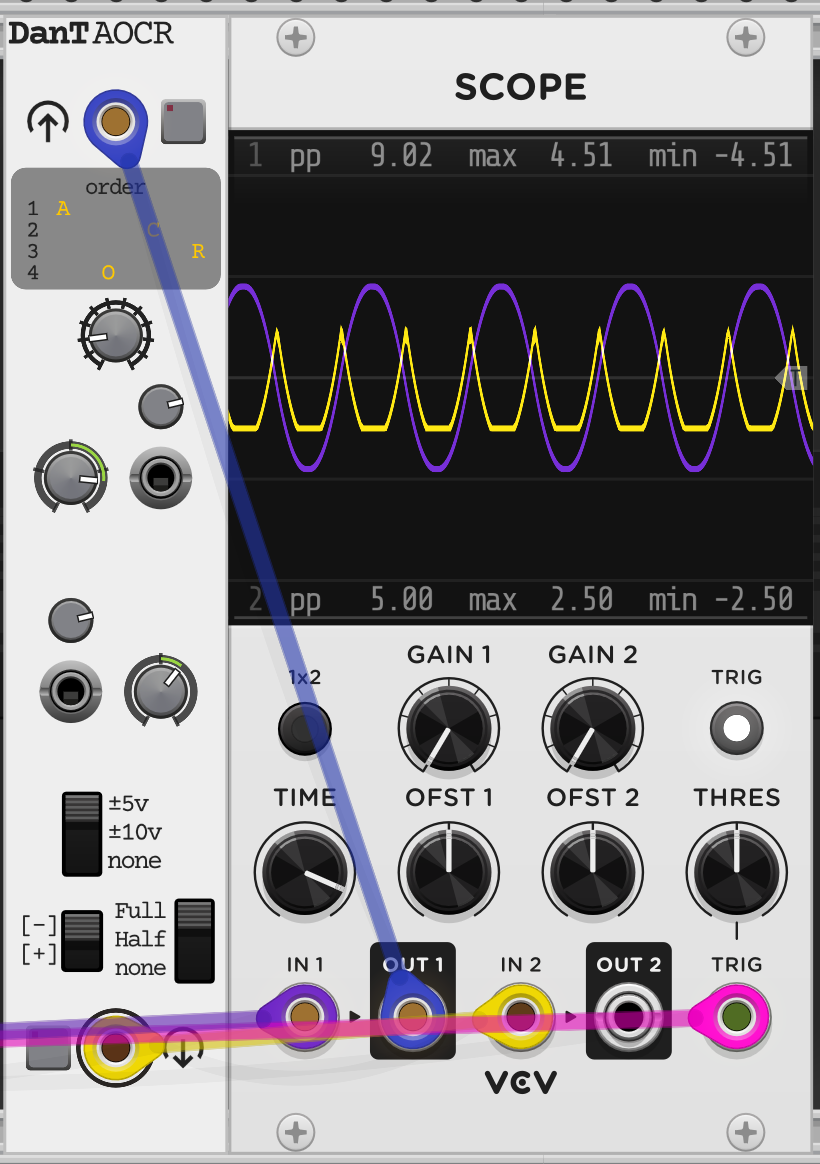 DanT AOCR
SCOPE
1 pp 9.02 max 4.51 min -4.51
order
1 A
2 C
3 R
4 O
2 pp 5.00 max 2.50 min -2.50
1x2
GAIN 1
GAIN 2
TRIG
TIME
OFST 1
OFST 2
THRES
±5v
±10v
none
[-]
[+]
Full
Half
none
IN 1
OUT 1
IN 2
OUT 2
TRIG
VCV